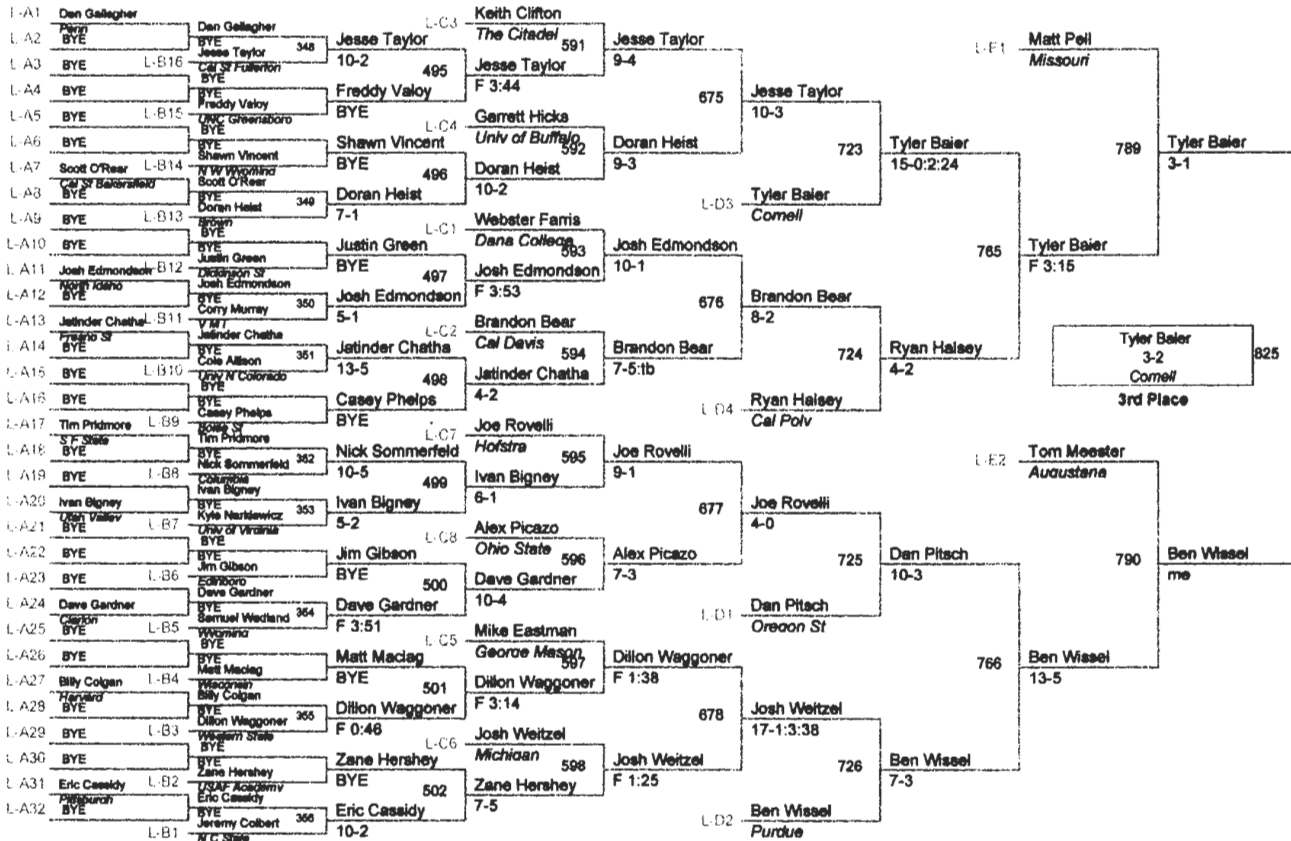 L-A1 Dan Gallagher
Penn
L-A2 BYE
L-A3 BYE
L-A4 BYE
L-A5 BYE
L-A6 BYE
L-A7 Scott O'Rear
Cal St Bakersfield
L-A8 BYE
L-A9 BYE
L-A10 BYE
L-A11 Josh Edmondson
North Idaho
L-A12 BYE
L-A13 Jatinder Chatha
Fresno St
L-A14 BYE
L-A15 BYE
L-A16 BYE
L-A17 Tim Pridmore
S F State
L-A18 BYE
L-A19 BYE
L-A20 Ivan Bigney
Utah Valley
L-A21 BYE
L-A22 BYE
L-A23 BYE
L-A24 Dave Gardner
Clarion
L-A25 BYE
L-A26 BYE
L-A27 Billy Colgan
Harvard
L-A28 BYE
L-A29 BYE
L-A30 BYE
L-A31 Eric Cassidy
Pittsburgh
L-A32 BYE
Dan Gallagher
BYE 348
L-B16 Jesse Taylor
Cal St Fullerton
BYE
L-B15 Freddy Valoy
UNC Greensboro
BYE
L-B14 Shawn Vincent
N W Wyoming
Scott O'Rear
BYE 349
L-B13 Doran Heist
Brown
BYE
L-B12 Justin Green
Dickinson St
Josh Edmondson
BYE 350
L-B11 Corry Murray
V M I
Jatinder Chatha
BYE 351
L-B10 Cole Allison
Univ N Colorado
BYE
L-B9 Casey Phelps
Boise St
Tim Pridmore
BYE 352
L-B8 Nick Sommerfeld
Columbia
Ivan Bigney
BYE 353
L-B7 Kyle Narkiewicz
Univ of Virginia
BYE
L-B6 Jim Gibson
Edinboro
Dave Gardner
BYE 354
L-B5 Samuel Wedland
Wyoming
BYE
L-B4 Matt Maciag
Wisconsin
Billy Colgan
BYE 355
L-B3 Dillon Waggoner
Western State
BYE
L-B2 Zane Hershey
USAF Academy
Eric Cassidy
BYE 356
L-B1 Jeremy Colbert
N C State
Jesse Taylor
10-2
495
Freddy Valoy
BYE
Shawn Vincent
BYE
496
Doran Heist
7-1
Justin Green
BYE
497
Josh Edmondson
5-1
Jatinder Chatha
13-5
498
Casey Phelps
BYE
Nick Sommerfeld
10-5
499
Ivan Bigney
5-2
Jim Gibson
BYE
500
Dave Gardner
F 3:51
Matt Maciag
BYE
501
Dillon Waggoner
F 0:46
Zane Hershey
BYE
502
Eric Cassidy
10-2
L-C3 Keith Clifton
The Citadel
591
Jesse Taylor
F 3:44
L-C4 Garrett Hicks
Univ of Buffalo
592
Doran Heist
10-2
L-C1 Webster Farris
Dana College
593
Josh Edmondson
F 3:53
L-C2 Brandon Bear
Cal Davis
594
Jatinder Chatha
4-2
L-C7 Joe Rovelli
Hofstra
595
Ivan Bigney
6-1
L-C8 Alex Picazo
Ohio State
596
Dave Gardner
10-4
L-C5 Mike Eastman
George Mason
597
Dillon Waggoner
F 3:14
L-C6 Josh Weitzel
Michigan
598
Zane Hershey
7-5
Jesse Taylor
9-4
675
Doran Heist
9-3
Josh Edmondson
10-1
676
Brandon Bear
7-5:tb
Joe Rovelli
9-1
677
Alex Picazo
7-3
Dillon Waggoner
F 1:38
678
Josh Weitzel
F 1:25
Jesse Taylor
10-3
723
L-D3 Tyler Baier
Cornell
Brandon Bear
8-2
724
L-D4 Ryan Halsey
Cal Poly
Joe Rovelli
4-0
725
L-D1 Dan Pitsch
Oregon St
Josh Weitzel
17-1:3:38
726
L-D2 Ben Wissel
Purdue
Tyler Baier
15-0:2:24
765
Ryan Halsey
4-2
Dan Pitsch
10-3
766
Ben Wissel
7-3
L-E1 Matt Pell
Missouri
789
Tyler Baier
F 3:15
L-E2 Tom Meester
Augustana
790
Ben Wissel
13-5
Tyler Baier
3-1
Ben Wissel
me
Tyler Baier
3-2
Cornell
825
3rd Place